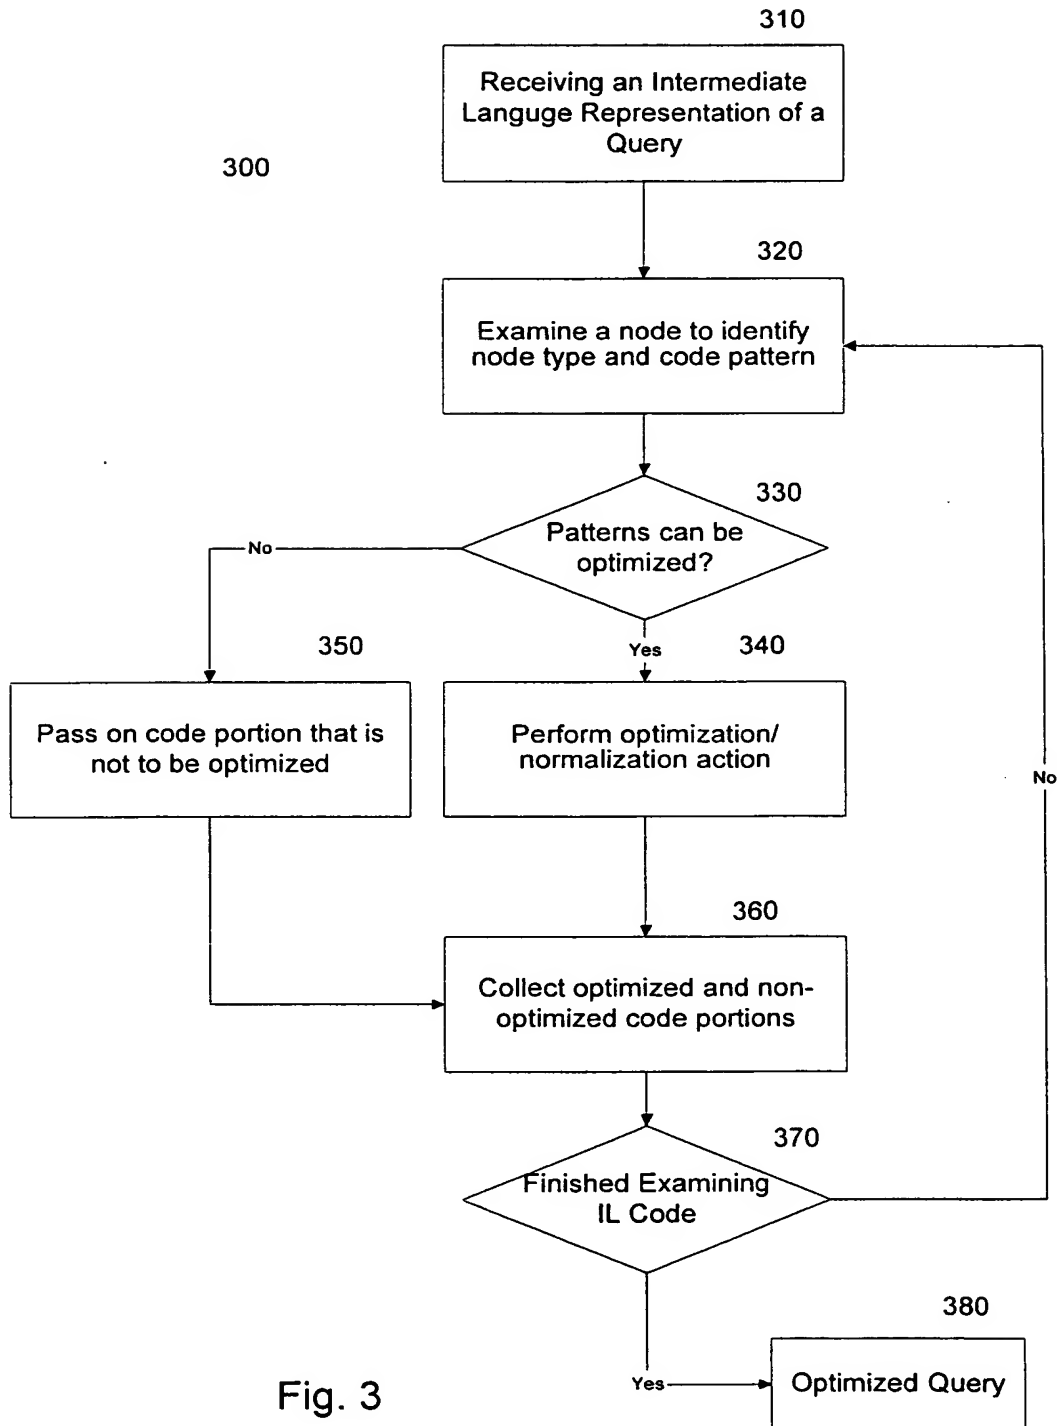 310
Receiving an Intermediate
Languge Representation of a
Query
300
320
Examine a node to identify
node type and code pattern
330
Patterns can be
optimized?
No
Yes
350
340
Pass on code portion that is
not to be optimized
Perform optimization/
normalization action
No
360
Collect optimized and non-
optimized code portions
370
Finished Examining
IL Code
380
Yes
Optimized Query
Fig. 3